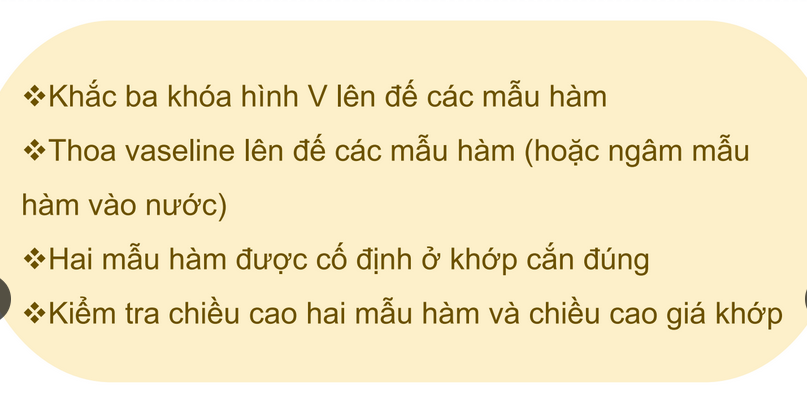 ❖Khắc ba khóa hình V lên đế các mẫu hàm
❖Thoa vaseline lên đế các mẫu hàm (hoặc ngâm mẫu
hàm vào nước)
❖Hai mẫu hàm được cố định ở khớp cắn đúng
❖Kiểm tra chiều cao hai mẫu hàm và chiều cao giá khớp